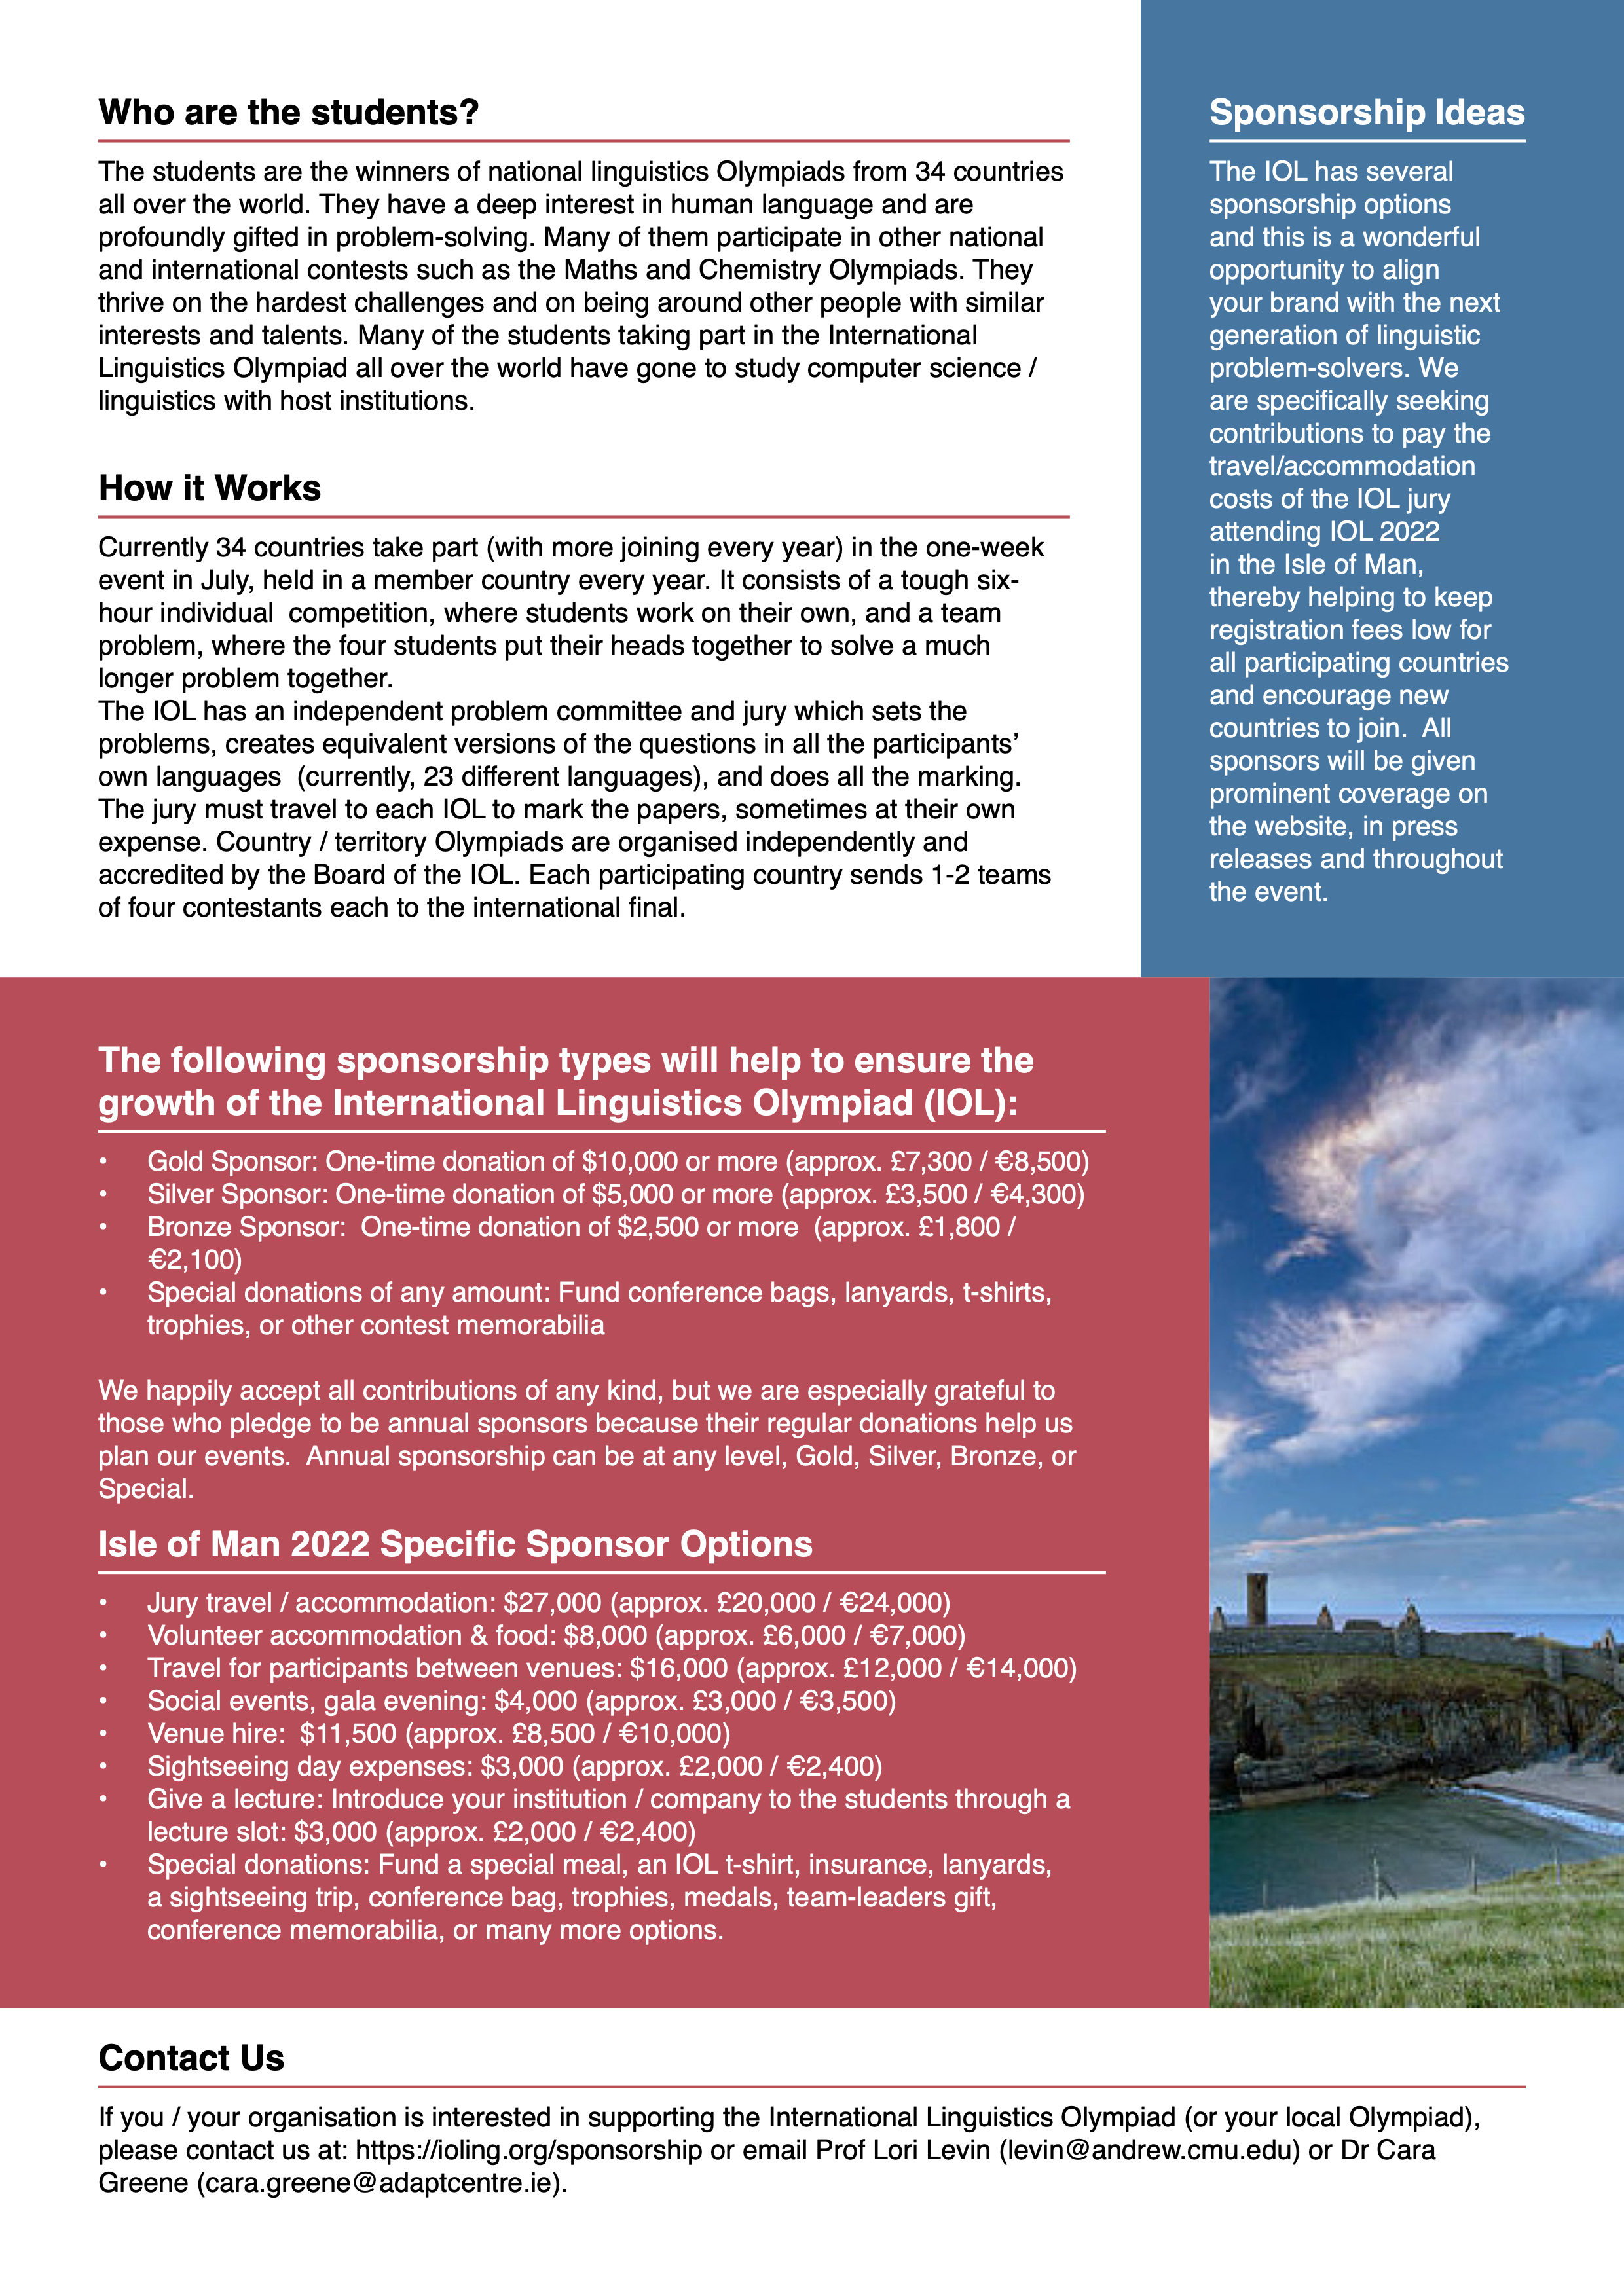 Who are the students?
The students are the winners of national linguistics Olympiads from 34 countries
all over the world. They have a deep interest in human language and are
profoundly gifted in problem-solving. Many of them participate in other national
and international contests such as the Maths and Chemistry Olympiads. They
thrive on the hardest challenges and on being around other people with similar
interests and talents. Many of the students taking part in the International
Linguistics Olympiad all over the world have gone to study computer science /
linguistics with host institutions.
How it Works
Currently 34 countries take part (with more joining every year) in the one-week
event in July, held in a member country every year. It consists of a tough six-
hour individual  competition, where students work on their own, and a team
problem, where the four students put their heads together to solve a much
longer problem together.
The IOL has an independent problem committee and jury which sets the
problems, creates equivalent versions of the questions in all the participants’
own languages  (currently, 23 different languages), and does all the marking.
The jury must travel to each IOL to mark the papers, sometimes at their own
expense. Country / territory Olympiads are organised independently and
accredited by the Board of the IOL. Each participating country sends 1-2 teams
of four contestants each to the international final.
Sponsorship Ideas
The IOL has several
sponsorship options
and this is a wonderful
opportunity to align
your brand with the next
generation of linguistic
problem-solvers. We
are specifically seeking
contributions to pay the
travel/accommodation
costs of the IOL jury
attending IOL 2022
in the Isle of Man,
thereby helping to keep
registration fees low for
all participating countries
and encourage new
countries to join.  All
sponsors will be given
prominent coverage on
the website, in press
releases and throughout
the event.
The following sponsorship types will help to ensure the
growth of the International Linguistics Olympiad (IOL):
• Gold Sponsor: One-time donation of $10,000 or more (approx. £7,300 / €8,500)
• Silver Sponsor: One-time donation of $5,000 or more (approx. £3,500 / €4,300)
• Bronze Sponsor:  One-time donation of $2,500 or more  (approx. £1,800 /
€2,100)
• Special donations of any amount: Fund conference bags, lanyards, t-shirts,
trophies, or other contest memorabilia
We happily accept all contributions of any kind, but we are especially grateful to
those who pledge to be annual sponsors because their regular donations help us
plan our events.  Annual sponsorship can be at any level, Gold, Silver, Bronze, or
Special.
Isle of Man 2022 Specific Sponsor Options
• Jury travel / accommodation: $27,000 (approx. £20,000 / €24,000)
• Volunteer accommodation & food: $8,000 (approx. £6,000 / €7,000)
• Travel for participants between venues: $16,000 (approx. £12,000 / €14,000)
• Social events, gala evening: $4,000 (approx. £3,000 / €3,500)
• Venue hire:  $11,500 (approx. £8,500 / €10,000)
• Sightseeing day expenses: $3,000 (approx. £2,000 / €2,400)
• Give a lecture: Introduce your institution / company to the students through a
lecture slot: $3,000 (approx. £2,000 / €2,400)
• Special donations: Fund a special meal, an IOL t-shirt, insurance, lanyards,
a sightseeing trip, conference bag, trophies, medals, team-leaders gift,
conference memorabilia, or many more options.
Contact Us
If you / your organisation is interested in supporting the International Linguistics Olympiad (or your local Olympiad),
please contact us at: https://ioling.org/sponsorship or email Prof Lori Levin (levin@andrew.cmu.edu) or Dr Cara
Greene (cara.greene@adaptcentre.ie).